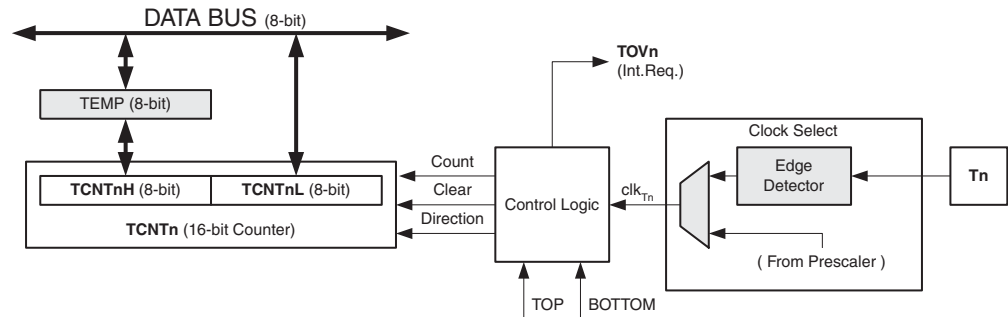 DATA BUS (8-bit)
TOVn
(Int.Req.)
TEMP (8-bit)
Clock Select
Count
Edge
Detector
TCNTnH (8-bit) TCNTnL (8-bit)
Clear
Control Logic
clkTn
Tn
Direction
TCNTn (16-bit Counter)
( From Prescaler )
TOP
BOTTOM